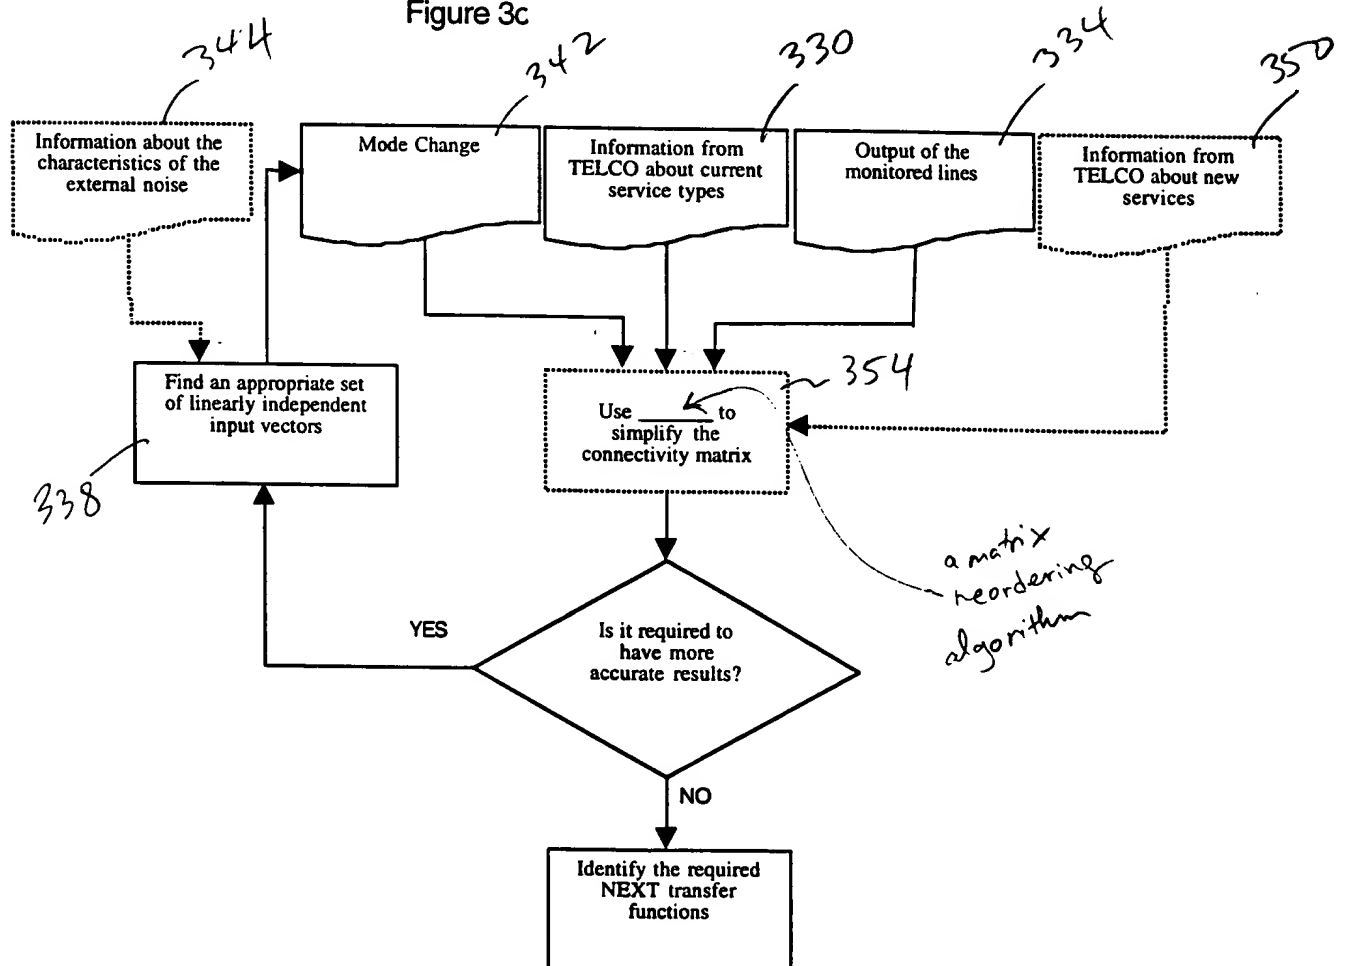 Figure 3c
344
342
330
334
350
Information about the
characteristics of the
external noise
Mode Change
Information from
TELCO about current
service types
Output of the
monitored lines
Information from
TELCO about new
services
Find an appropriate set
of linearly independent
input vectors
338
Use ______ to
simplify the
connectivity matrix
354
a matrix
reordering
algorithm
YES
Is it required to
have more
accurate results?
NO
Identify the required
NEXT transfer
functions